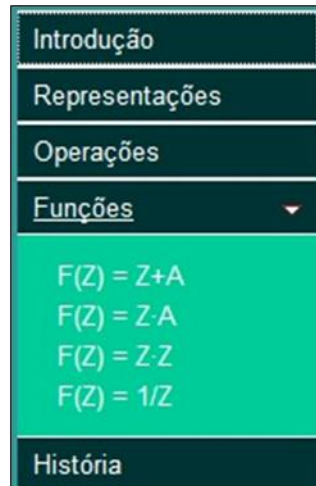 Introdução
Representações
Operações
Funções
F(Z) = Z+A
F(Z) = Z·A
F(Z) = Z·Z
F(Z) = 1/Z
História